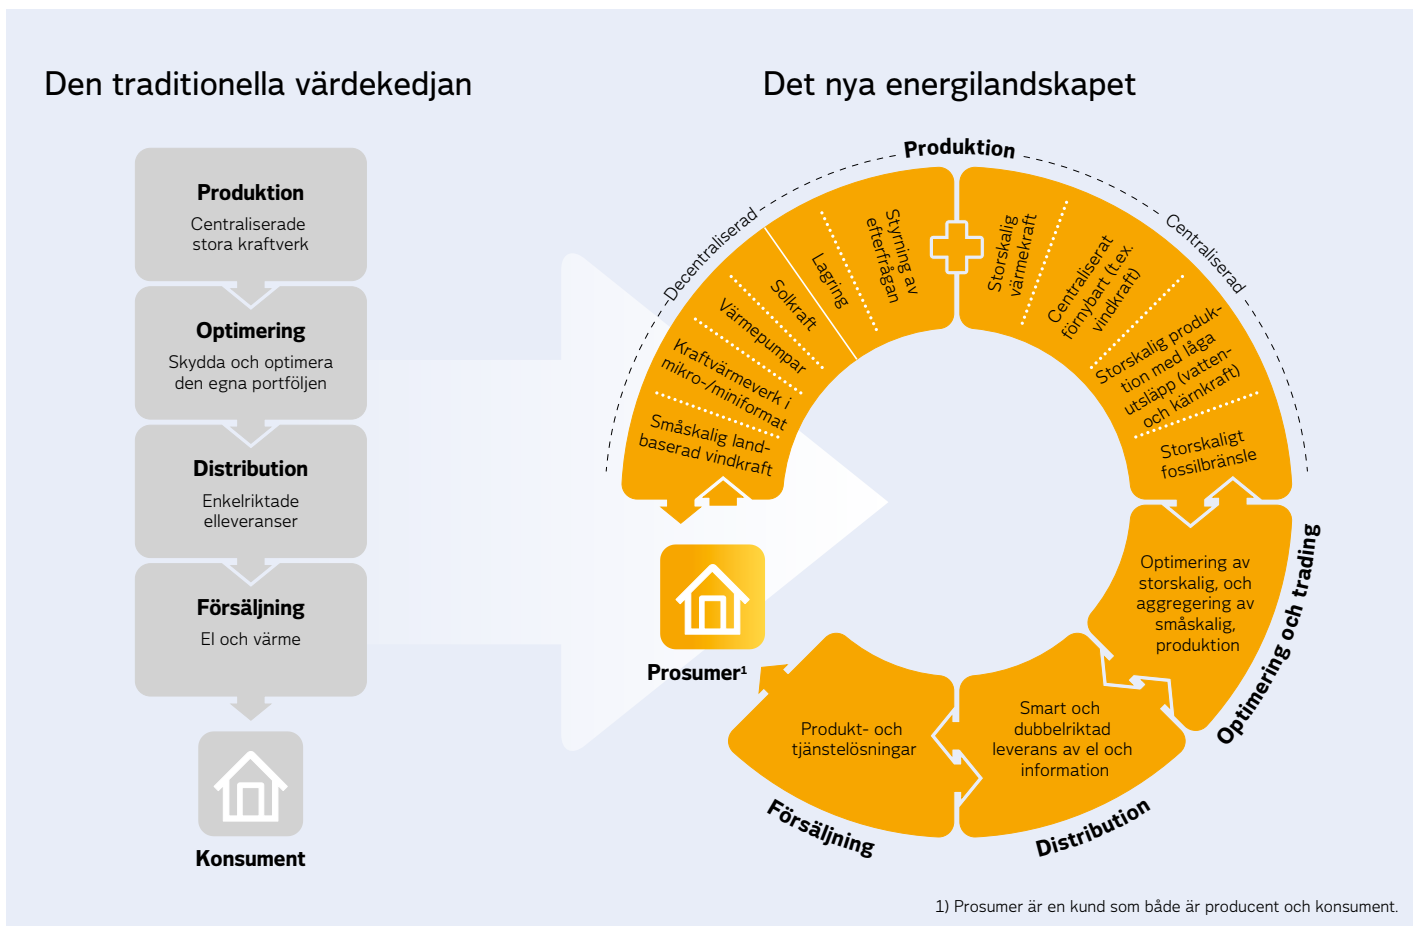 Den traditionella värdekedjan
Produktion
Centraliserade
stora kraftverk
Optimering
Skydda och optimera
den egna portföljen
Distribution
Enkelriktade
elleveranser
Försäljning
El och värme
Konsument
Det nya energilandskapet
Produktion
Decentraliserad
Centraliserad
Småskalig land-
baserad vindkraft
Kraftvärmeverk i
mikro-/miniformat
Värmepumpar
Solkraft
Lagring
Styrning av
efterfrågan
Storskalig
värmekraft
Centraliserat
förnybart (t.ex.
vindkraft)
Storskalig produk-
tion med låga
utsläpp (vatten-
och kärnkraft)
Storskaligt
fossilbränsle
Optimering av
storskalig, och
aggregering av
småskalig,
produktion
Optimering och trading
Smart och
dubbelriktad
leverans av el och
information
Distribution
Produkt- och
tjänstelösningar
Försäljning
Prosumer¹
1) Prosumer är en kund som både är producent och konsument.